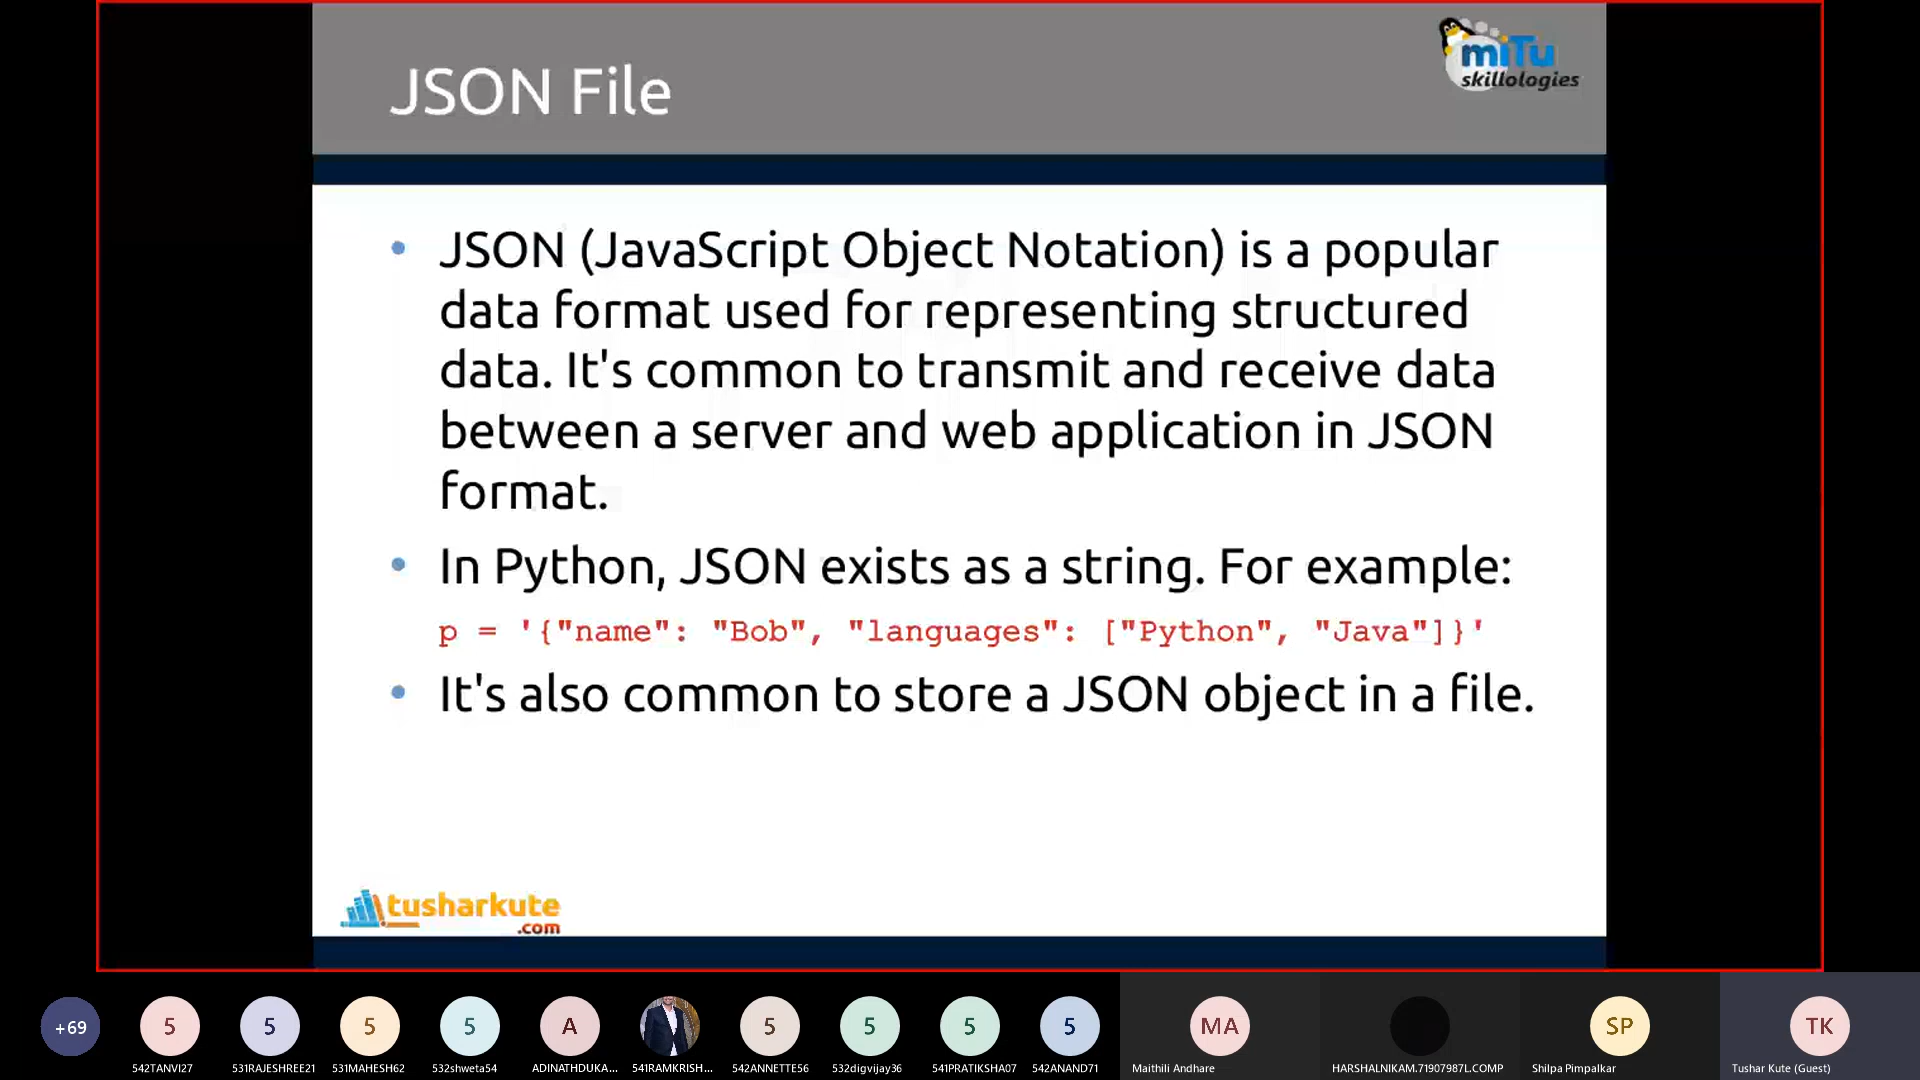 JSON File
miTu
skillologies
JSON (JavaScript Object Notation) is a popular
data format used for representing structured
data. It's common to transmit and receive data
between a server and web application in JSON
format.
In Python, JSON exists as a string. For example:
p = '{"name": "Bob", "languages": ["Python", "Java"]}'
It's also common to store a JSON object in a file.
tusharkute
.com
+69
5
5
5
5
A
5
5
5
5
MA
SP
TK
542TANVI27
531RAJESHREE21
531MAHESH62
532shweta54
ADINATHDUKA...
541RAMKRISH...
542ANNETTE56
532digvijay36
541PRATIKSHA07
542ANAND71
Maithili Andhare
HARSHALNIKAM.71907987L.COMP
Shilpa Pimpalkar
Tushar Kute (Guest)